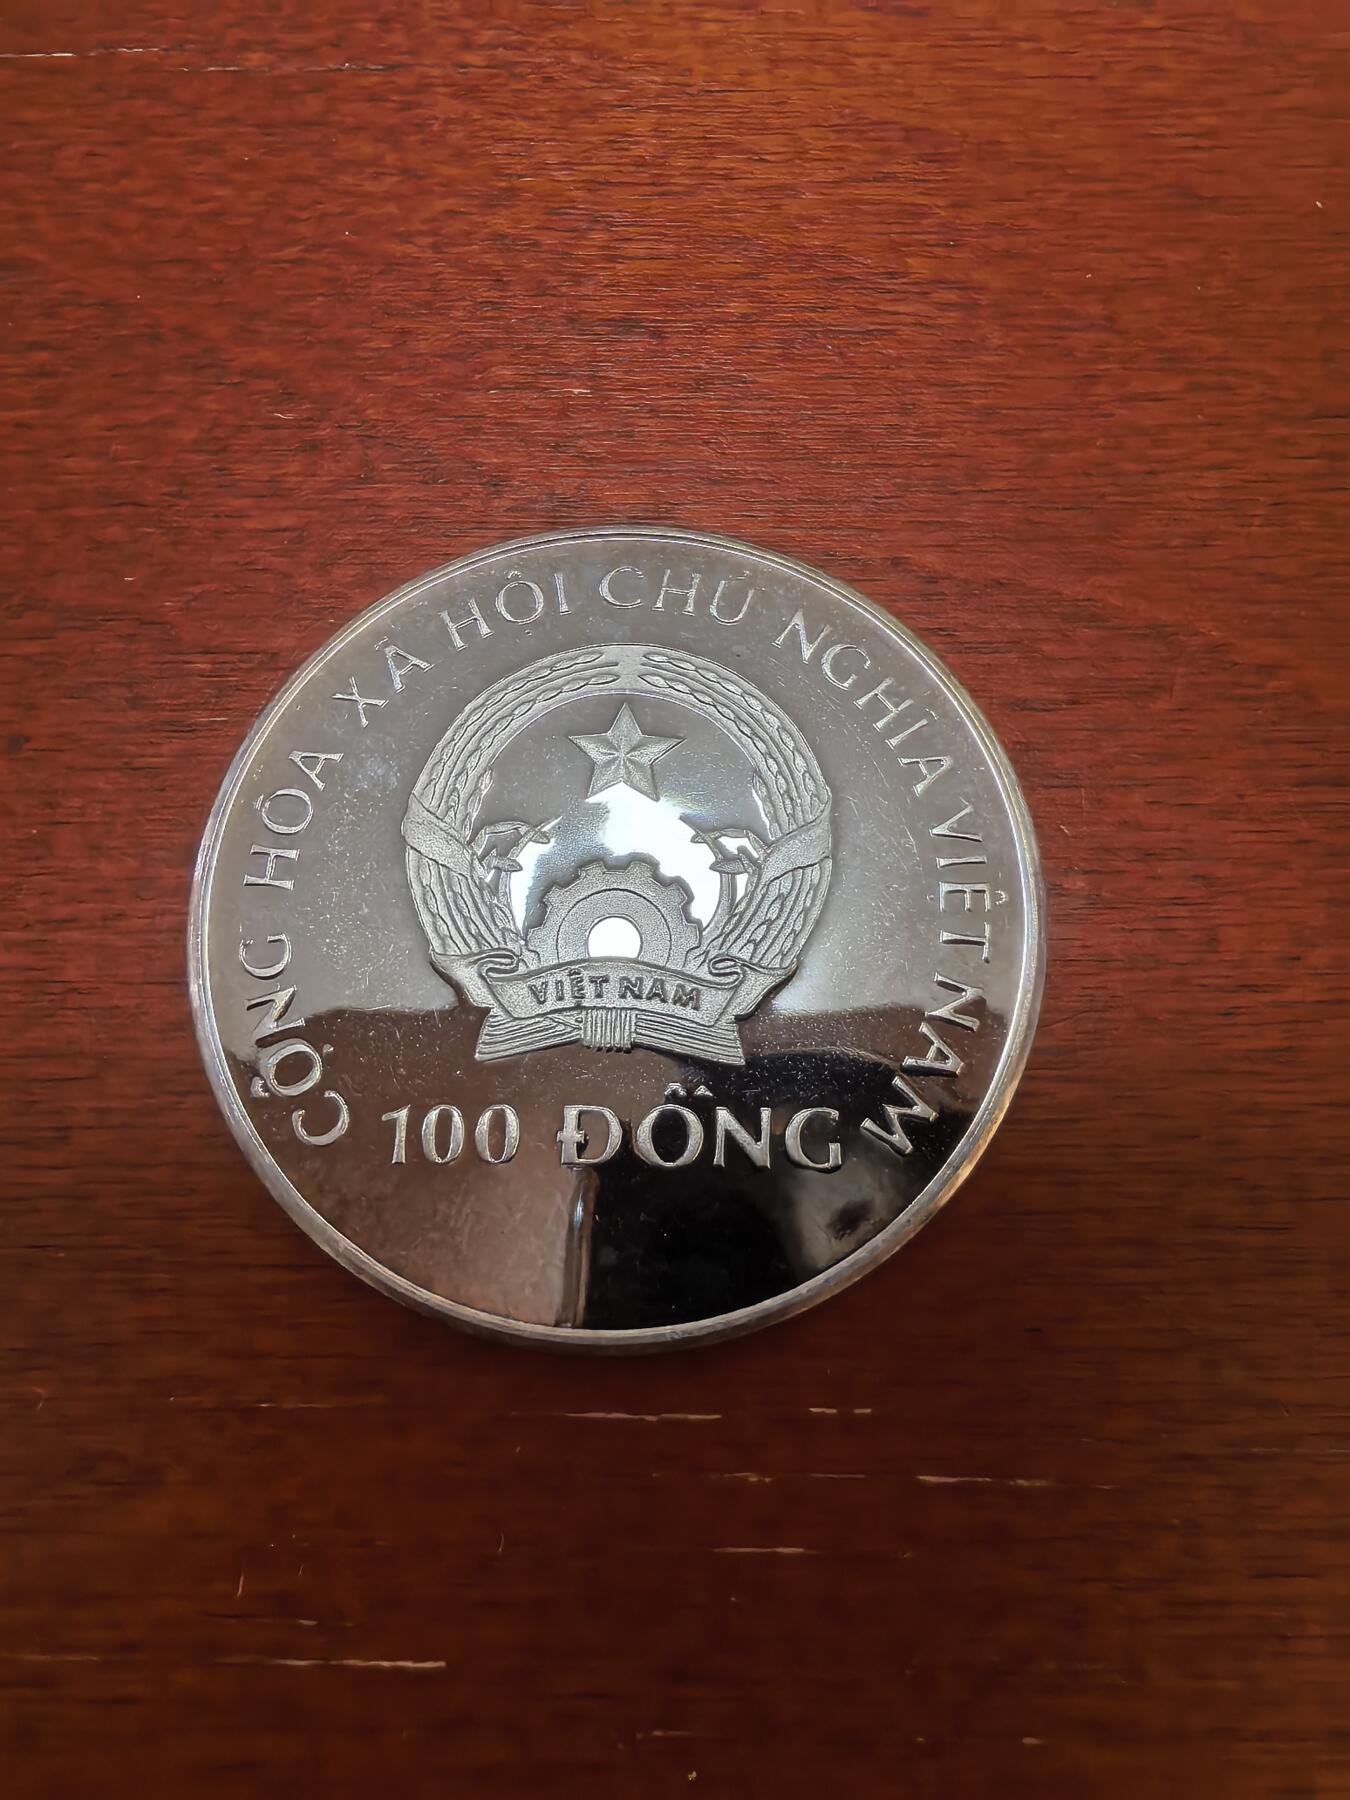 CỘNG HÒA XÃ HỘI CHỦ NGHĨA VIỆT NAM
VIỆT NAM
100 ĐỒNG